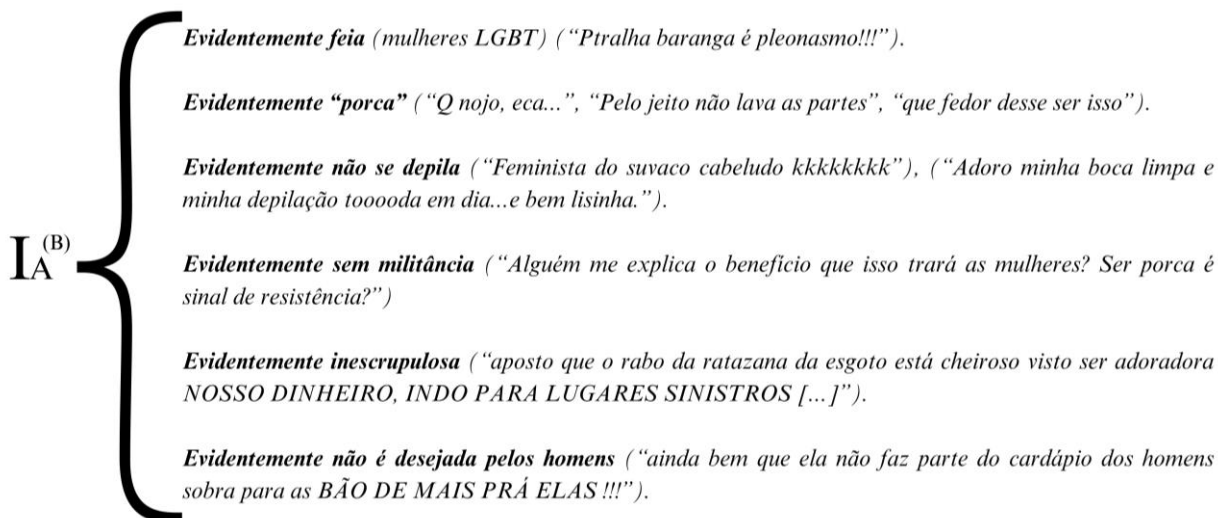 Evidentemente feia (mulheres LGBT) (“Ptralha baranga é pleonasmo!!!”).
Evidentemente “porca” (“Q nojo, eca...”, “Pelo jeito não lava as partes”, “que fedor desse ser isso”).
Evidentemente não se depila (“Feminista do suvaco cabeludo kkkkkkkk”), (“Adoro minha boca limpa e
minha depilação tooooda em dia...e bem lisinha.”).
I A (B)
Evidentemente sem militância (“Alguém me explica o benefício que isso trará as mulheres? Ser porca é
sinal de resistência?”)
Evidentemente inescrupulosa (“aposto que o rabo da ratazana da esgoto está cheiroso visto ser adoradora
NOSSO DINHEIRO, INDO PARA LUGARES SINISTROS [...]”).
Evidentemente não é desejada pelos homens (“ainda bem que ela não faz parte do cardápio dos homens
sobra para as BÃO DE MAIS PRÁ ELAS !!!”).